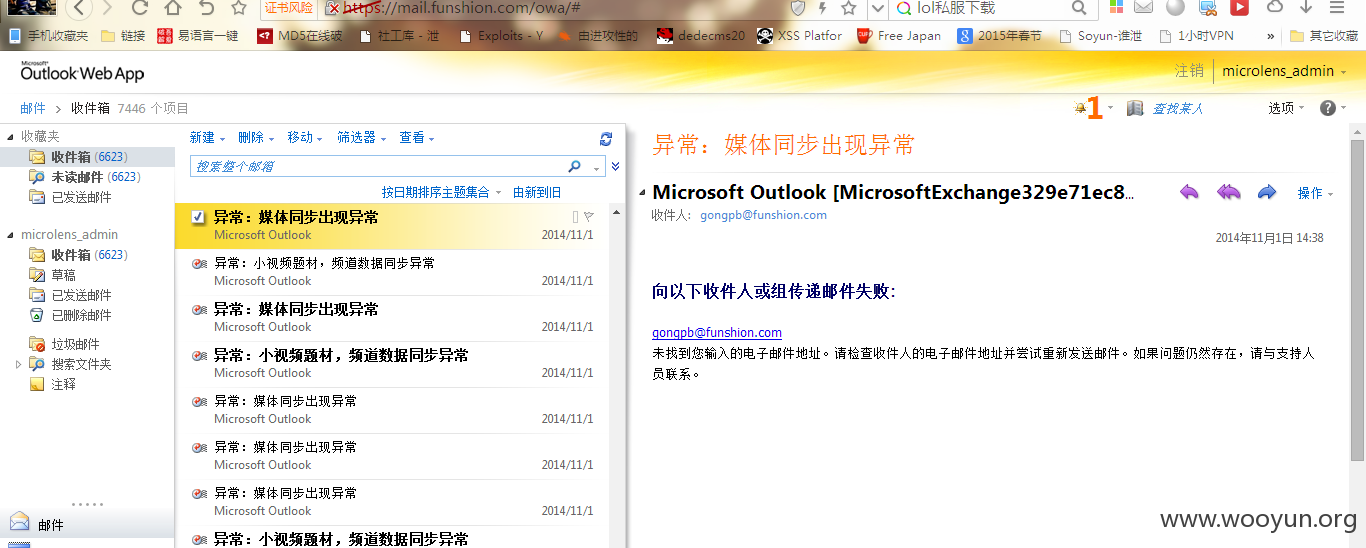 证书风险 https://mail.funshion.com/owa/# lol私服下载
手机收藏夹 链接 易语言一键 MD5在线破 社工库 - 泄 Exploits - Y 由进攻性的 dedecms20 XSS Platfor Free Japan 2015年春节 Soyun-谁泄 1小时VPN » 其它收藏
Microsoft
Outlook Web App
注销 microlens_admin
邮件 > 收件箱 7446 个项目
1 查找某人 选项
收藏夹
收件箱 (6623)
未读邮件 (6623)
已发送邮件
microlens_admin
收件箱 (6623)
草稿
已发送邮件
已删除邮件
垃圾邮件
搜索文件夹
注释
邮件
新建 删除 移动 筛选器 查看
搜索整个邮箱
按日期排序主题集合 由新到旧
异常：媒体同步出现异常
Microsoft Outlook 2014/11/1
异常：小视频题材，频道数据同步异常
Microsoft Outlook 2014/11/1
异常：媒体同步出现异常
Microsoft Outlook 2014/11/1
异常：小视频题材，频道数据同步异常
Microsoft Outlook 2014/11/1
异常：媒体同步出现异常
Microsoft Outlook 2014/11/1
异常：媒体同步出现异常
Microsoft Outlook 2014/11/1
异常：媒体同步出现异常
Microsoft Outlook 2014/11/1
异常：小视频题材，频道数据同步异常
异常：媒体同步出现异常
Microsoft Outlook [MicrosoftExchange329e71ec8... 操作
收件人： gongpb@funshion.com
2014年11月1日 14:38
向以下收件人或组传递邮件失败:
gongpb@funshion.com
未找到您输入的电子邮件地址。请检查收件人的电子邮件地址并尝试重新发送邮件。如果问题仍然存在，请与支持人
员联系。
www.wooyun.org